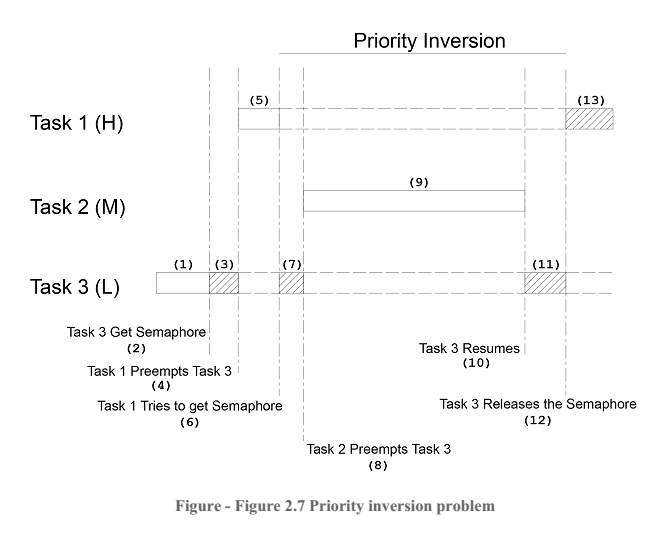 Priority Inversion
(5)
(13)
Task 1 (H)
(9)
Task 2 (M)
(1)
(3)
(7)
(11)
Task 3 (L)
Task 3 Get Semaphore
(2)
Task 3 Resumes
(10)
Task 1 Preempts Task 3
(4)
Task 1 Tries to get Semaphore
(6)
Task 3 Releases the Semaphore
(12)
Task 2 Preempts Task 3
(8)
Figure - Figure 2.7 Priority inversion problem